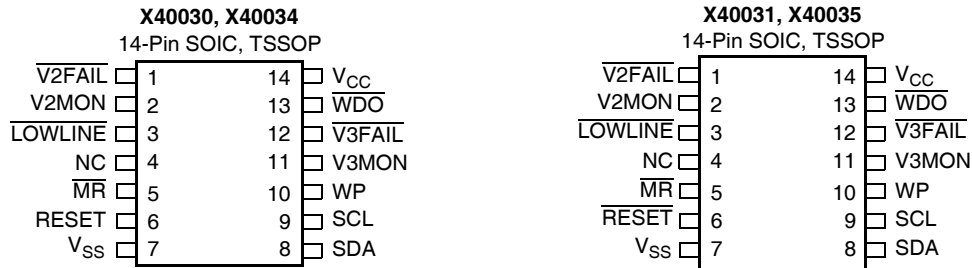 X40030, X40034
14-Pin SOIC, TSSOP
V2FAIL 1 14 VCC
V2MON 2 13 WDO
LOWLINE 3 12 V3FAIL
NC 4 11 V3MON
MR 5 10 WP
RESET 6 9 SCL
VSS 7 8 SDA
X40031, X40035
14-Pin SOIC, TSSOP
V2FAIL 1 14 VCC
V2MON 2 13 WDO
LOWLINE 3 12 V3FAIL
NC 4 11 V3MON
MR 5 10 WP
RESET 6 9 SCL
VSS 7 8 SDA